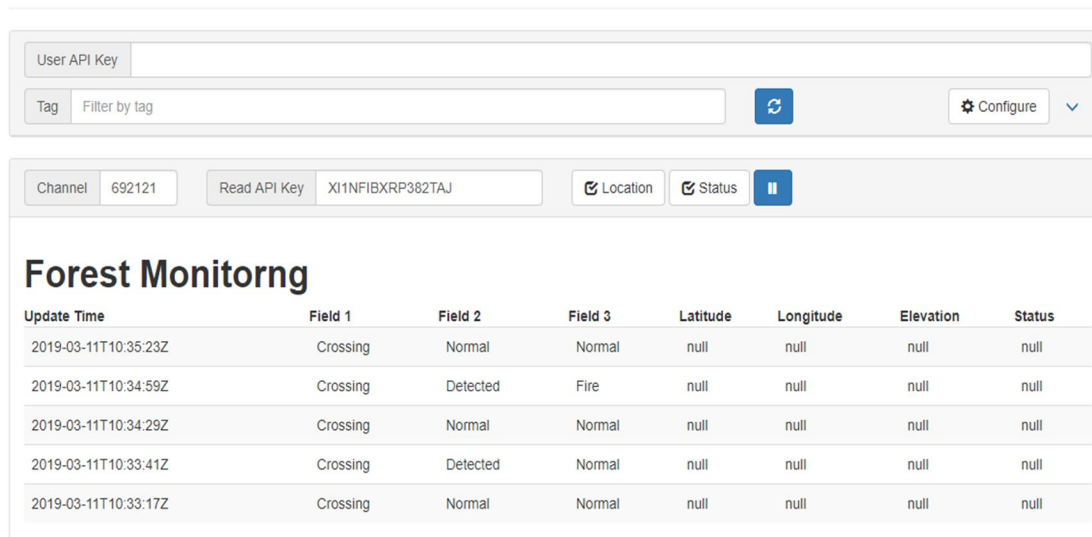 User API Key
Tag Filter by tag Configure
Channel 692121 Read API Key XI1NFIBXRP382TAJ Location Status
Forest Monitorng
Update Time Field 1 Field 2 Field 3 Latitude Longitude Elevation Status
2019-03-11T10:35:23Z Crossing Normal Normal null null null null
2019-03-11T10:34:59Z Crossing Detected Fire null null null null
2019-03-11T10:34:29Z Crossing Normal Normal null null null null
2019-03-11T10:33:41Z Crossing Detected Normal null null null null
2019-03-11T10:33:17Z Crossing Normal Normal null null null null